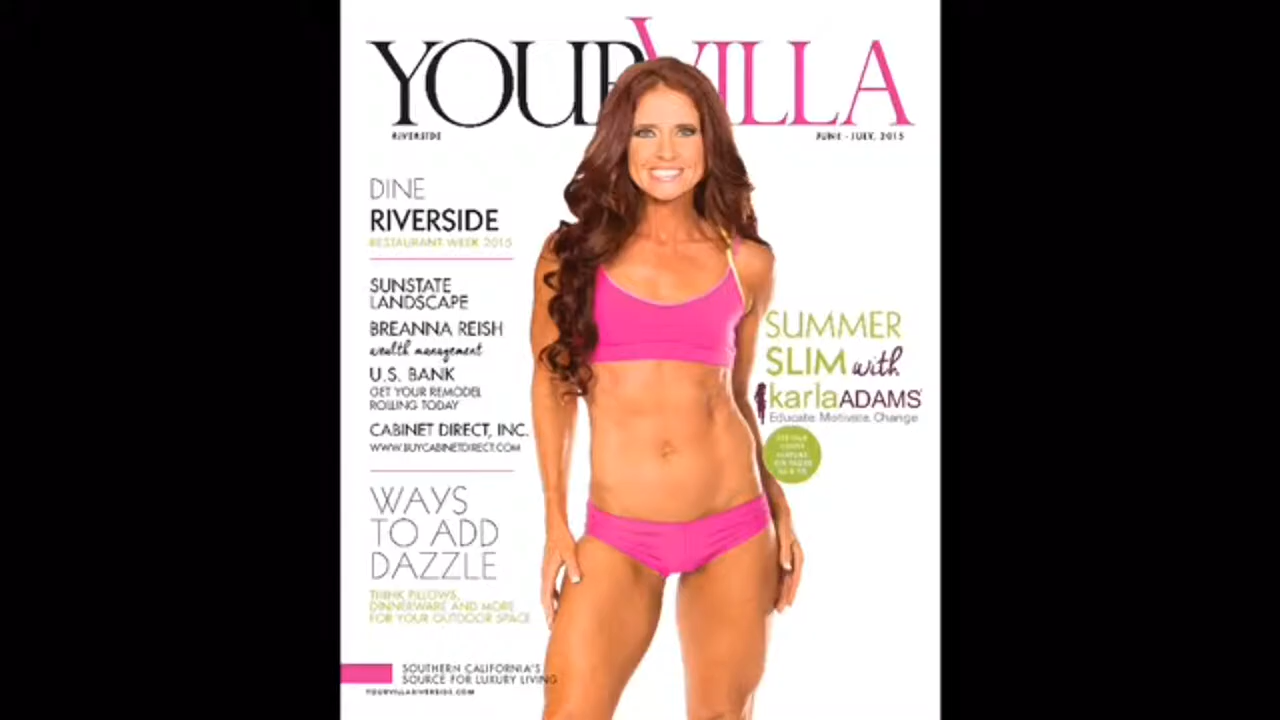 YOUR VILLA
RIVERSIDE
JUNE - JULY, 2015
DINE
RIVERSIDE
RESTAURANT WEEK 2015
SUNSTATE
LANDSCAPE
BREANNA REISH
wealth management
U.S. BANK
GET YOUR REMODEL
ROLLING TODAY
CABINET DIRECT, INC.
WWW.BUYCABINETDIRECT.COM
WAYS
TO ADD
DAZZLE
THINK PILLOWS,
DINNERWARE AND MORE
FOR YOUR OUTDOOR SPACE
SOUTHERN CALIFORNIA'S
SOURCE FOR LUXURY LIVING
YOURVILLARIVERSIDE.COM
SUMMER
SLIM with
karlaADAMS
Educate. Motivate. Change